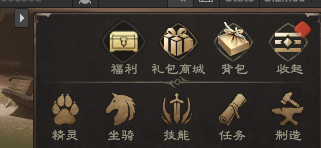 福利 礼包商城 背包 收起
精灵 坐骑 技能 任务 制造